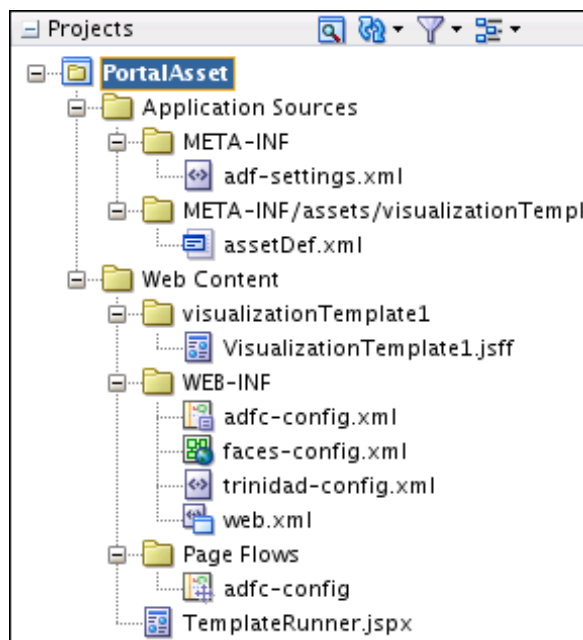 Projects
PortalAsset
Application Sources
META-INF
adf-settings.xml
META-INF/assets/visualizationTempl
assetDef.xml
Web Content
visualizationTemplate1
VisualizationTemplate1.jsff
WEB-INF
adfc-config.xml
faces-config.xml
trinidad-config.xml
web.xml
Page Flows
adfc-config
TemplateRunner.jspx